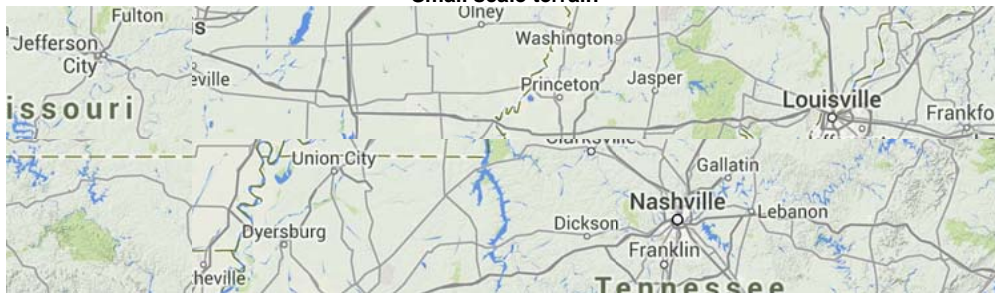 Small scale terrain
Fulton
Olney
Jefferson
City
Washington
eville
Princeton
Jasper
issouri
Louisville
Frankfo
Clarksville
Union City
Gallatin
Nashville
Lebanon
Dickson
Dyersburg
Franklin
heville
Tennessee